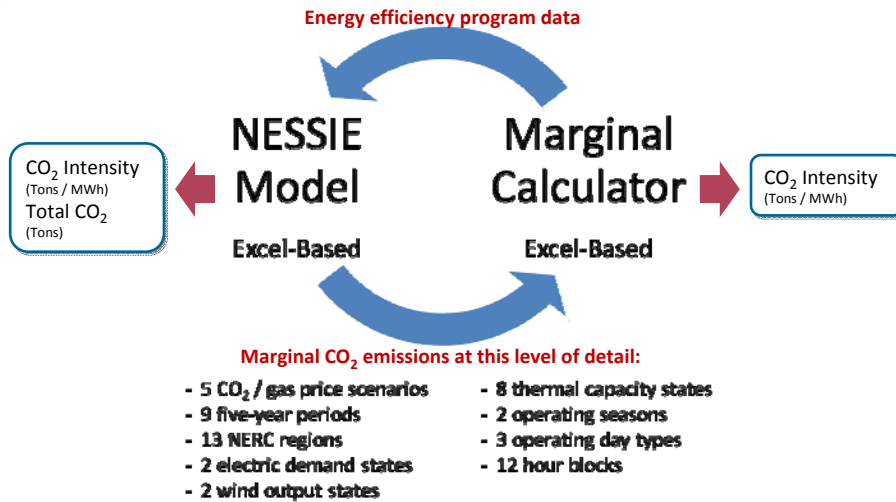 Energy efficiency program data
NESSIE
Model
Excel-Based
Marginal
Calculator
Excel-Based
CO₂ Intensity
(Tons / MWh)
Total CO₂
(Tons)
CO₂ Intensity
(Tons / MWh)
Marginal CO₂ emissions at this level of detail:
- 5 CO₂ / gas price scenarios
- 9 five-year periods
- 13 NERC regions
- 2 electric demand states
- 2 wind output states
- 8 thermal capacity states
- 2 operating seasons
- 3 operating day types
- 12 hour blocks